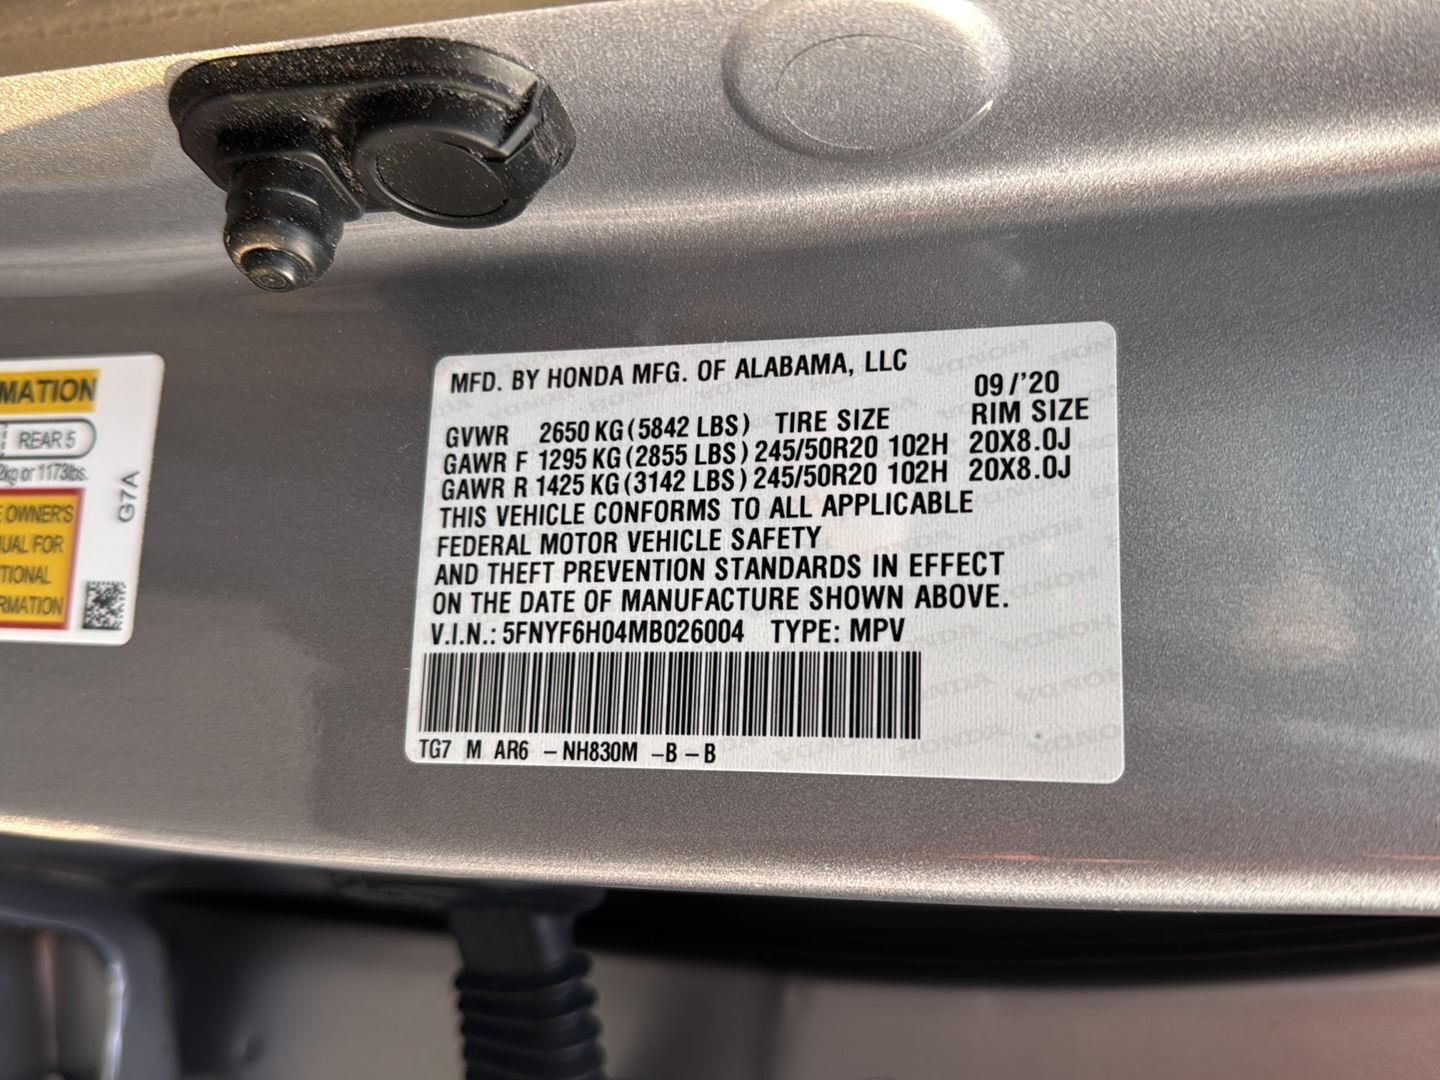 MATION
REAR 5
kg or 1173lbs.
OWNER'S
UAL FOR
TIONAL
RMATION
G7A
MFD. BY HONDA MFG. OF ALABAMA, LLC
09/'20
GVWR 2650 KG (5842 LBS) TIRE SIZE RIM SIZE
GAWR F 1295 KG (2855 LBS) 245/50R20 102H 20X8.0J
GAWR R 1425 KG (3142 LBS) 245/50R20 102H 20X8.0J
THIS VEHICLE CONFORMS TO ALL APPLICABLE
FEDERAL MOTOR VEHICLE SAFETY
AND THEFT PREVENTION STANDARDS IN EFFECT
ON THE DATE OF MANUFACTURE SHOWN ABOVE.
V.I.N.: 5FNYF6H04MB026004 TYPE: MPV
TG7 M AR6 – NH830M –B – B